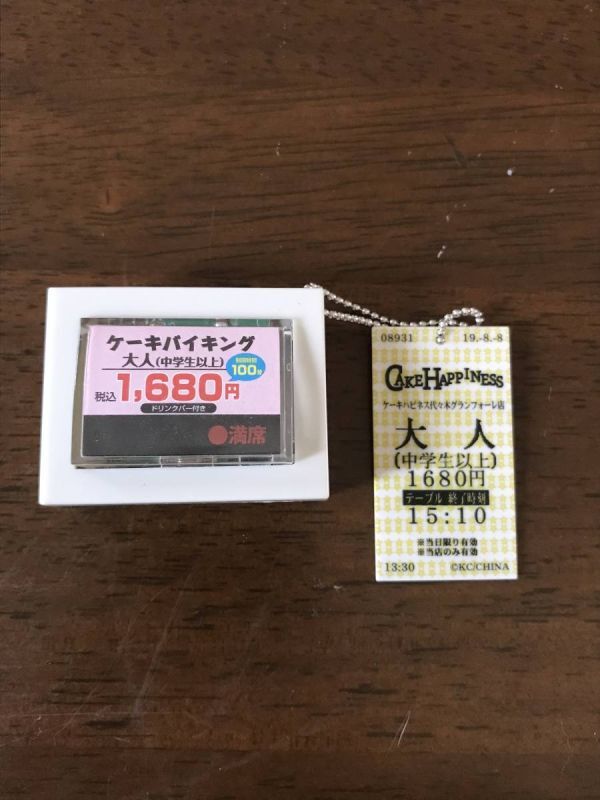 ケーキバイキング
大人(中学生以上)
制限時間
100分
税込1,680円
ドリンクバー付き
●満席
08931 19.-8.-8
CAKEHAPPINESS
ケーキハピネス代々木グランフォーレ店
大人
(中学生以上)
1680円
テーブル 終了時刻
15:10
※当日限り有効
※当店のみ有効
13:30 ©KC/CHINA